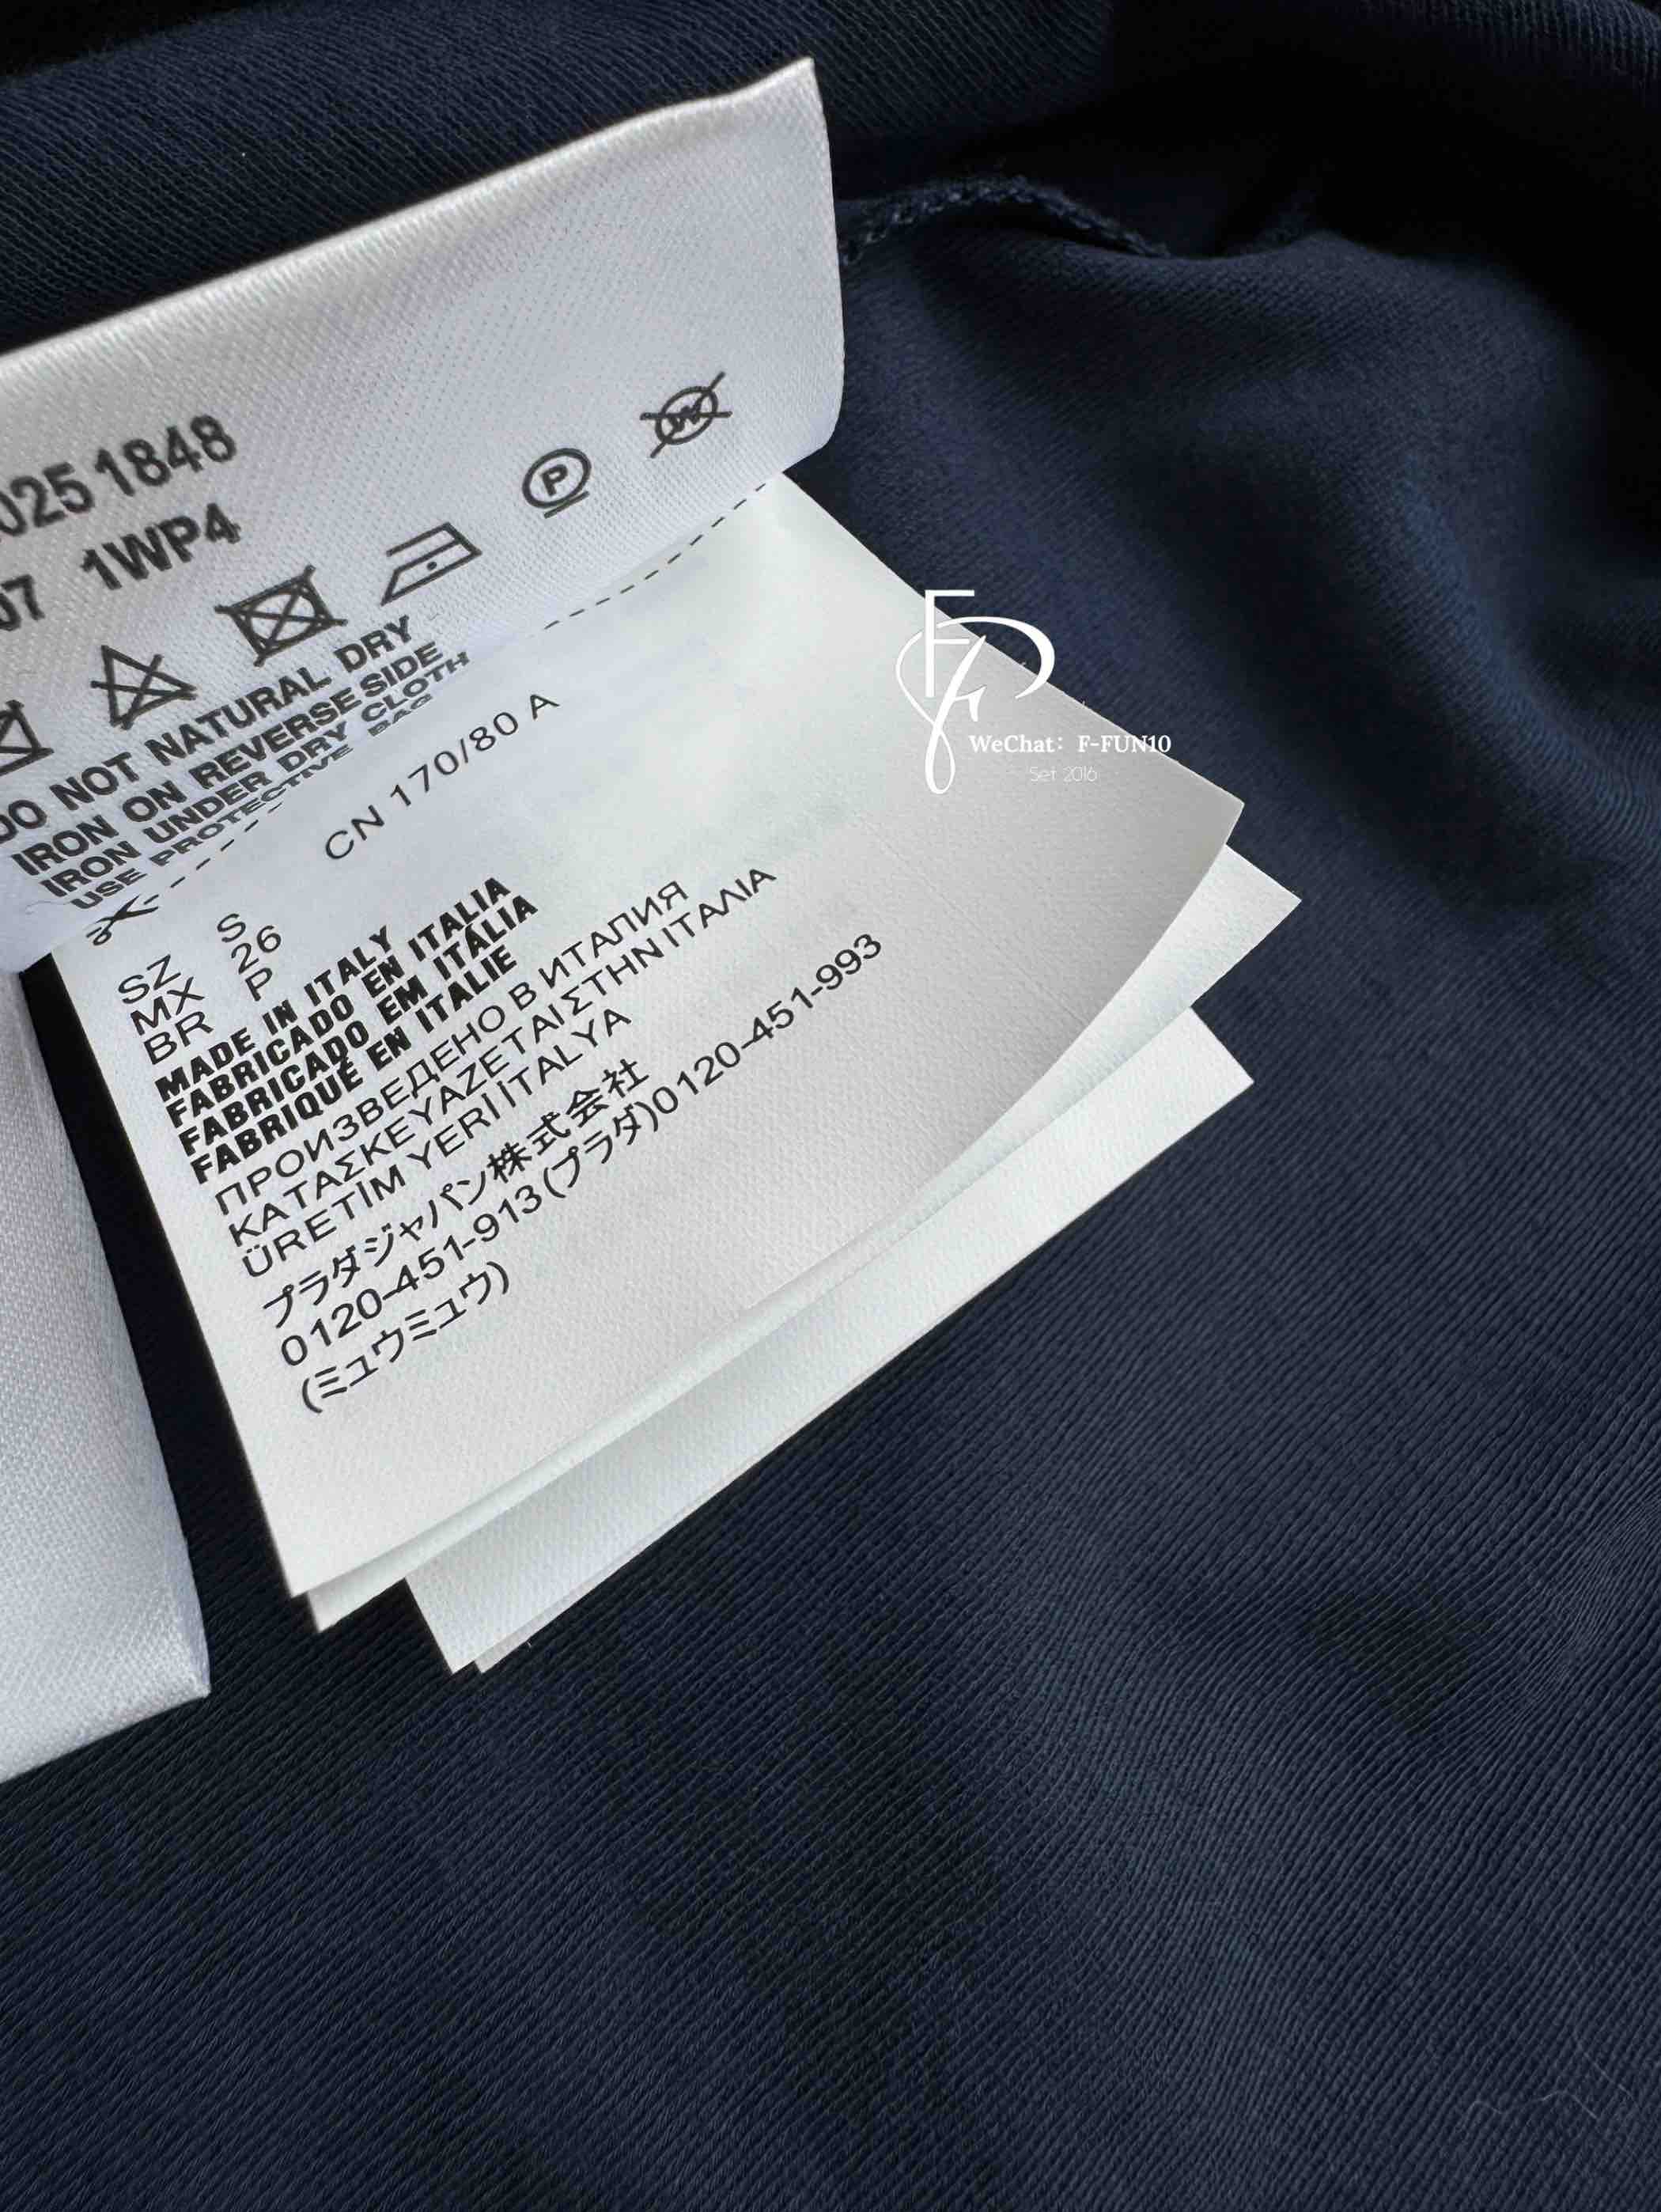 025 1848
07 1WP4
P
W
DO NOT NATURAL DRY
IRON ON REVERSE SIDE
IRON UNDER DRY CLOTH
USE PROTECTIVE BAG
CN 170/80 A
SZ S
MX 26
BR P
MADE IN ITALY
FABRICADO EN ITALIA
FABRICADO EM ITÁLIA
FABRIQUÉ EN ITALIE
ПРОИЗВЕДЕНО В ИТАЛИЯ
ΚΑΤΑΣΚΕΥΑΖΕΤΑΙ ΣΤΗΝ ΙΤΑΛΙΑ
ÜRETİM YERİ İTALYA
プラダジャパン株式会社
0120-451-913(プラダ)0120-451-993
(ミュウミュウ)
WeChat: F-FUN10
Set 2016